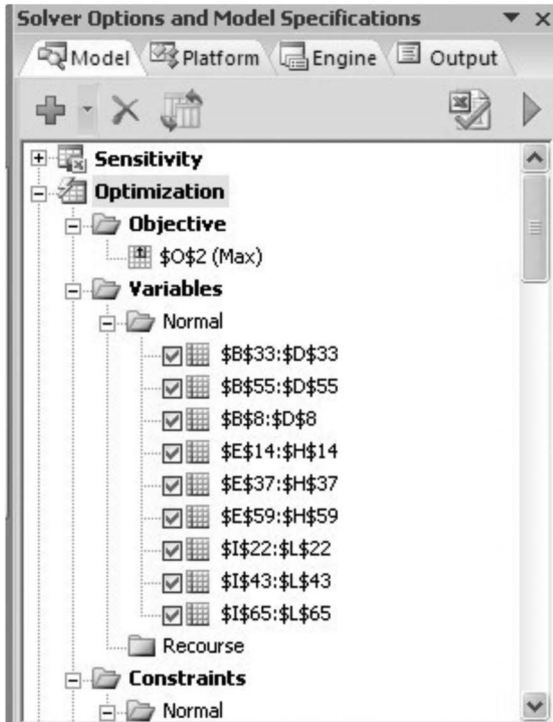 Solver Options and Model Specifications
Model Platform Engine Output
Sensitivity
Optimization
Objective
$O$2 (Max)
Variables
Normal
$B$33:$D$33
$B$55:$D$55
$B$8:$D$8
$E$14:$H$14
$E$37:$H$37
$E$59:$H$59
$I$22:$L$22
$I$43:$L$43
$I$65:$L$65
Recourse
Constraints
Normal